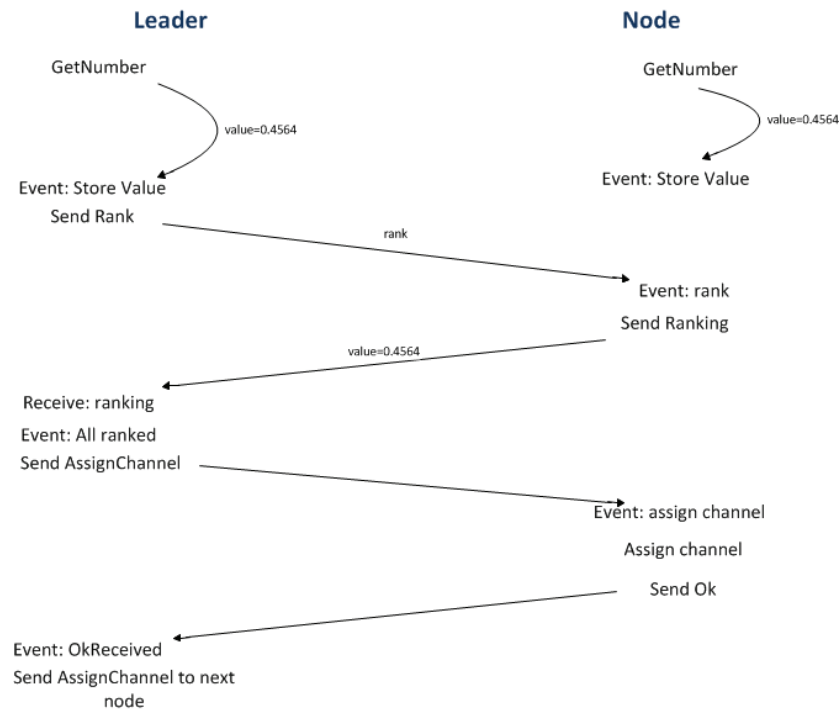 Leader
Node
GetNumber
GetNumber
value=0.4564
value=0.4564
Event: Store Value
Event: Store Value
Send Rank
rank
Event: rank
Send Ranking
value=0.4564
Receive: ranking
Event: All ranked
Send AssignChannel
Event: assign channel
Assign channel
Send Ok
Event: OkReceived
Send AssignChannel to next
node